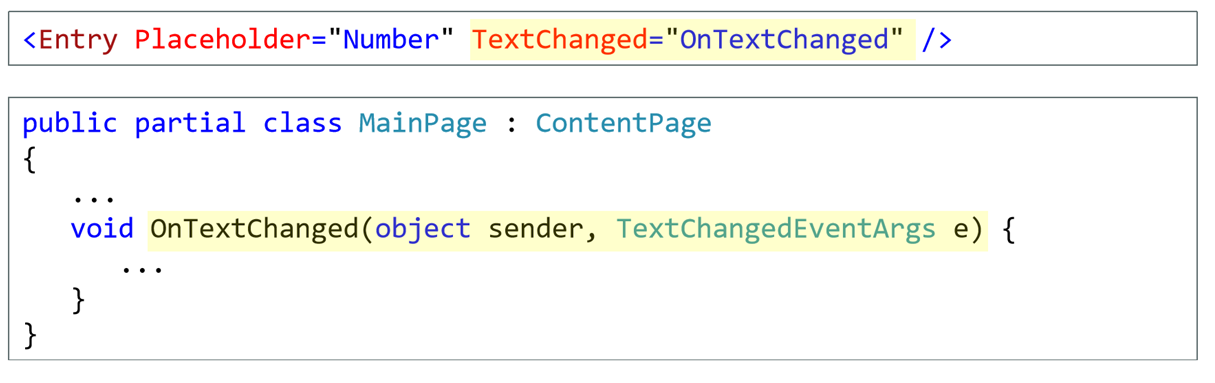 <Entry Placeholder="Number" TextChanged="OnTextChanged" />
public partial class MainPage : ContentPage
{
...
void OnTextChanged(object sender, TextChangedEventArgs e) {
...
}
}